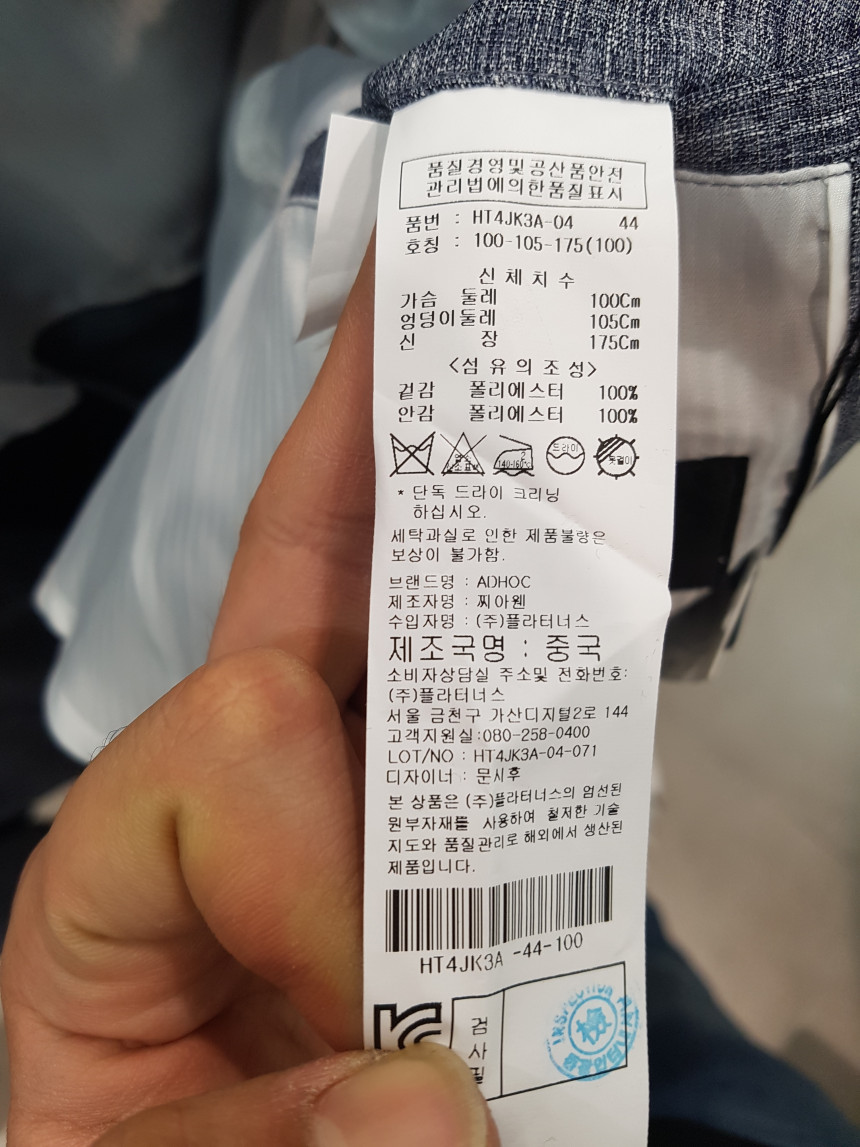 품질경영및공산품안전
관리법에의한품질표시
품번 : HT4JK3A-04 44
호칭 : 100-105-175(100)
신체치수
가슴 둘레 100Cm
엉덩이둘레 105Cm
신 장 175Cm
<섬유의조성>
겉감 폴리에스터 100%
안감 폴리에스터 100%
드라이
옷걸이
* 단독 드라이 크리닝
하십시오.
세탁과실로 인한 제품불량은
보상이 불가함.
브랜드명 : ADHOC
제조자명 : 찌아웬
수입자명 : (주)플라터너스
제조국명 : 중국
소비자상담실 주소및 전화번호:
(주)플라터너스
서울 금천구 가산디지털2로 144
고객지원실:080-258-0400
LOT/NO : HT4JK3A-04-071
디자이너 : 문시후
본 상품은 (주)플라터너스의 엄선된
원부자재를 사용하여 철저한 기술
지도와 품질관리로 해외에서 생산된
제품입니다.
HT4JK3A -44-100
검
사
필
INSPECTION
檢